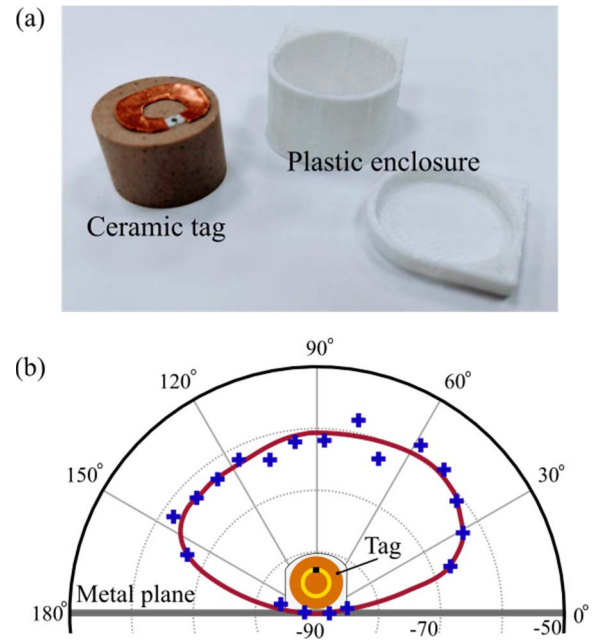 (a)
Plastic enclosure
Ceramic tag
(b)
90°
120° 60°
150° 30°
Tag
Metal plane
180° 0°
-90 -70 -50